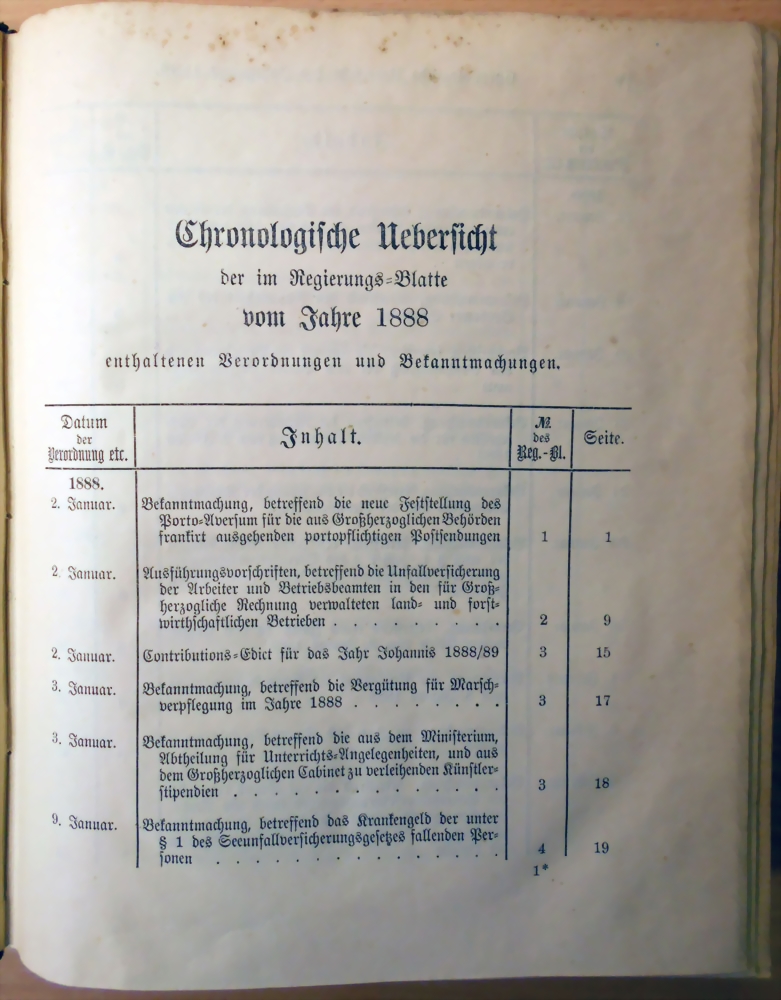 Chronologische Uebersicht
der im Regierungs-Blatte
vom Jahre 1888
enthaltenen Verordnungen und Bekanntmachungen.
Datum
der
Verordnung etc.
Inhalt.
№
des
Reg.-Bl.
Seite.
1888.
2. Januar. Bekanntmachung, betreffend die neue Feststellung des
Porto-Aversum für die aus Großherzoglichen Behörden
frankirt ausgehenden portopflichtigen Postsendungen 1 1
2. Januar. Ausführungsvorschriften, betreffend die Unfallversicherung
der Arbeiter und Betriebsbeamten in den für Groß-
herzogliche Rechnung verwalteten land- und forst-
wirthschaftlichen Betrieben . . . . . . . . . 2 9
2. Januar. Contributions-Edict für das Jahr Johannis 1888/89 3 15
3. Januar. Bekanntmachung, betreffend die Vergütung für Marsch-
verpflegung im Jahre 1888 . . . . . . . . 3 17
3. Januar. Bekanntmachung, betreffend die aus dem Ministerium,
Abtheilung für Unterrichts-Angelegenheiten, und aus
dem Großherzoglichen Cabinet zu verleihenden Künstler-
stipendien . . . . . . . . . . . . . 3 18
9. Januar. Bekanntmachung, betreffend das Krankengeld der unter
§ 1 des Seeunfallversicherungsgesetzes fallenden Per-
sonen . . . . . . . . . . . . . . 4 19
1*